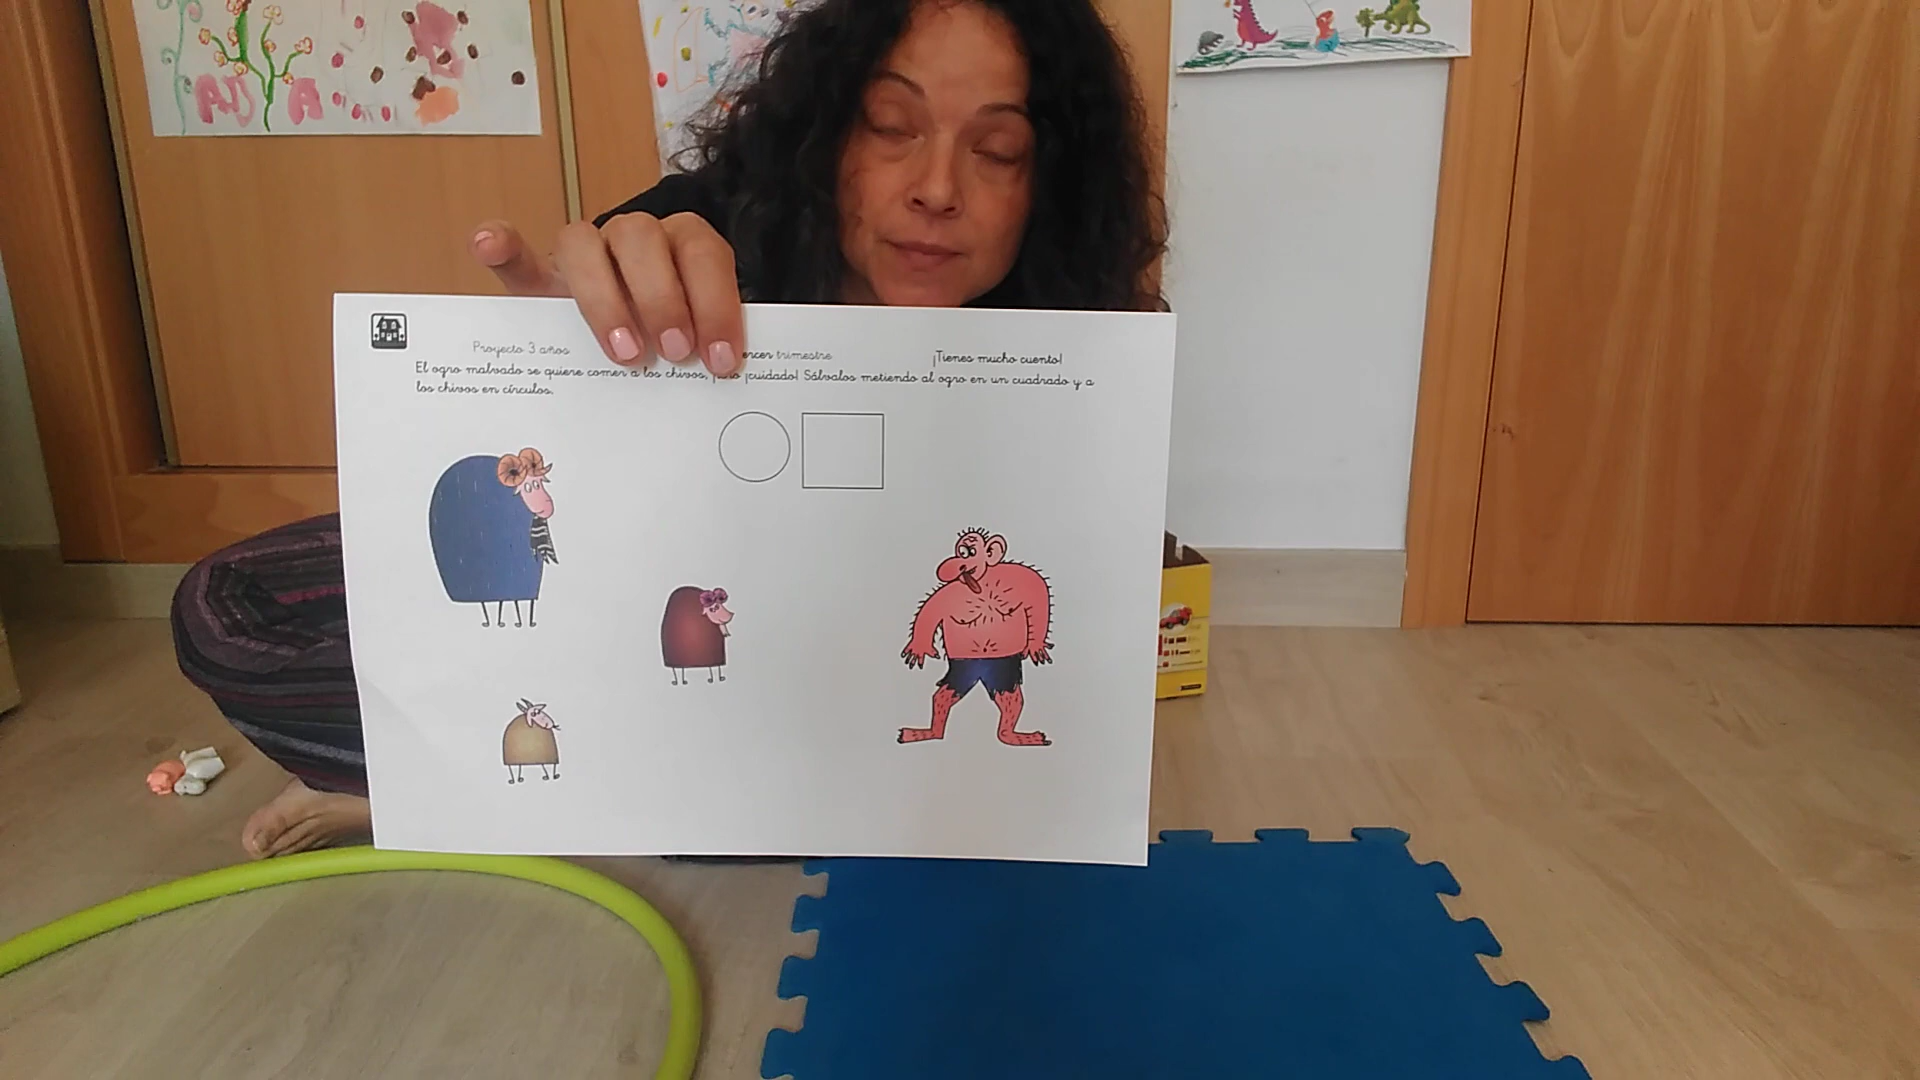 Proyecto 3 años ercer trimestre ¡Tienes mucho cuento!
El ogro malvado se quiere comer a los chivos, ¡cuidado! Sálvalos metiendo al ogro en un cuadrado y a
los chivos en círculos.